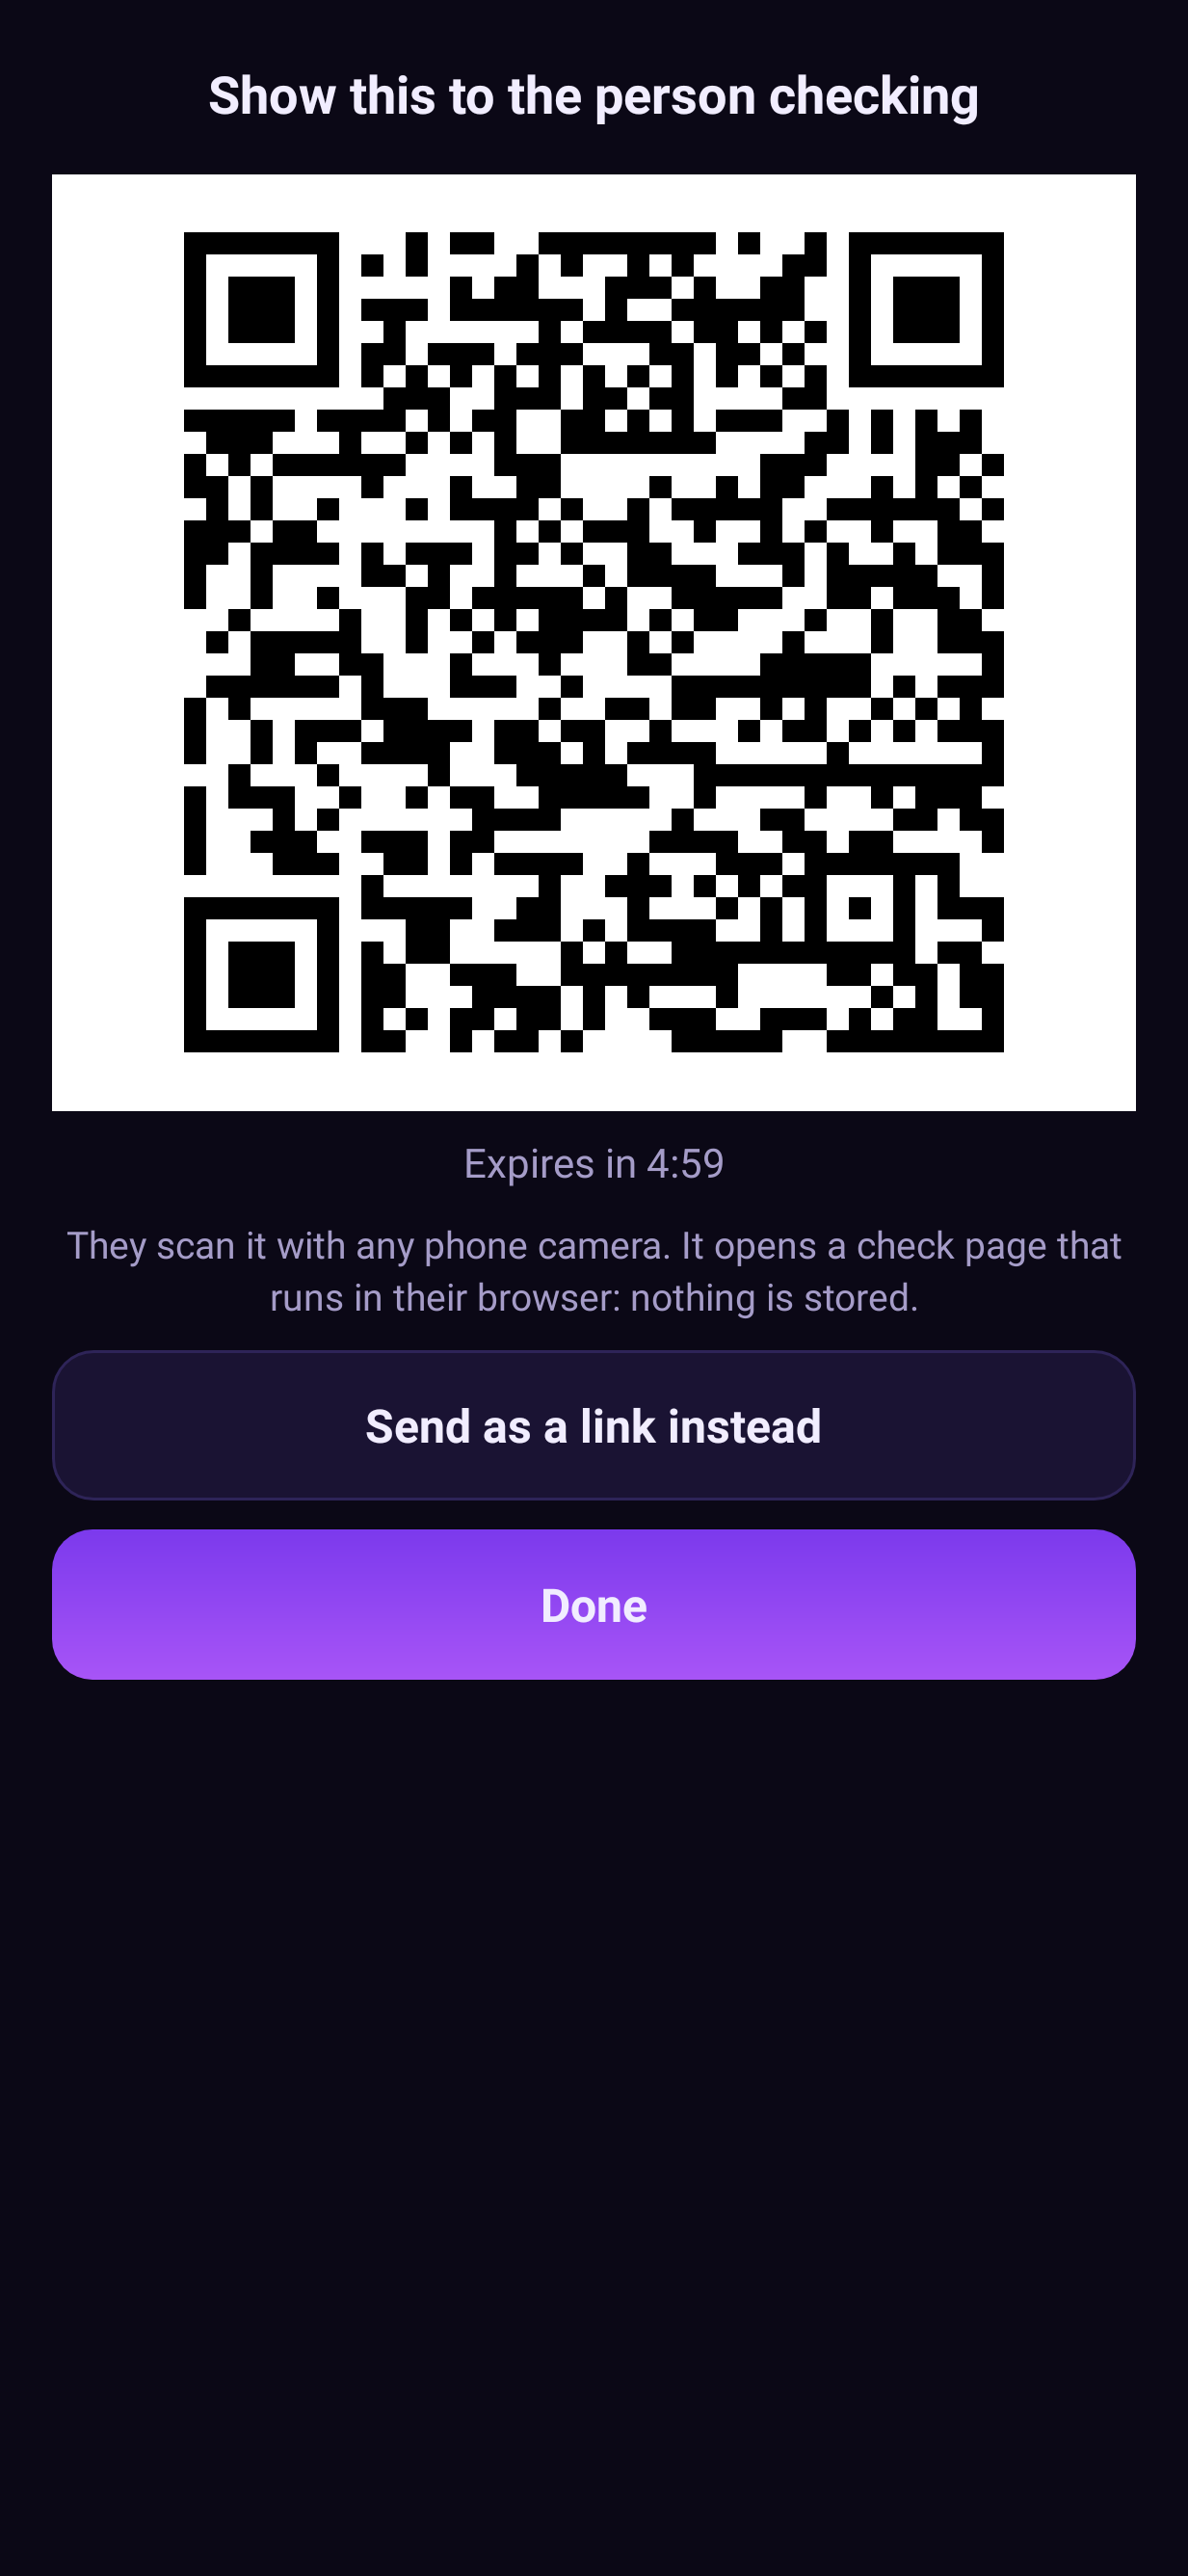 Show this to the person checking
Expires in 4:59
They scan it with any phone camera. It opens a check page that
runs in their browser: nothing is stored.
Send as a link instead
Done